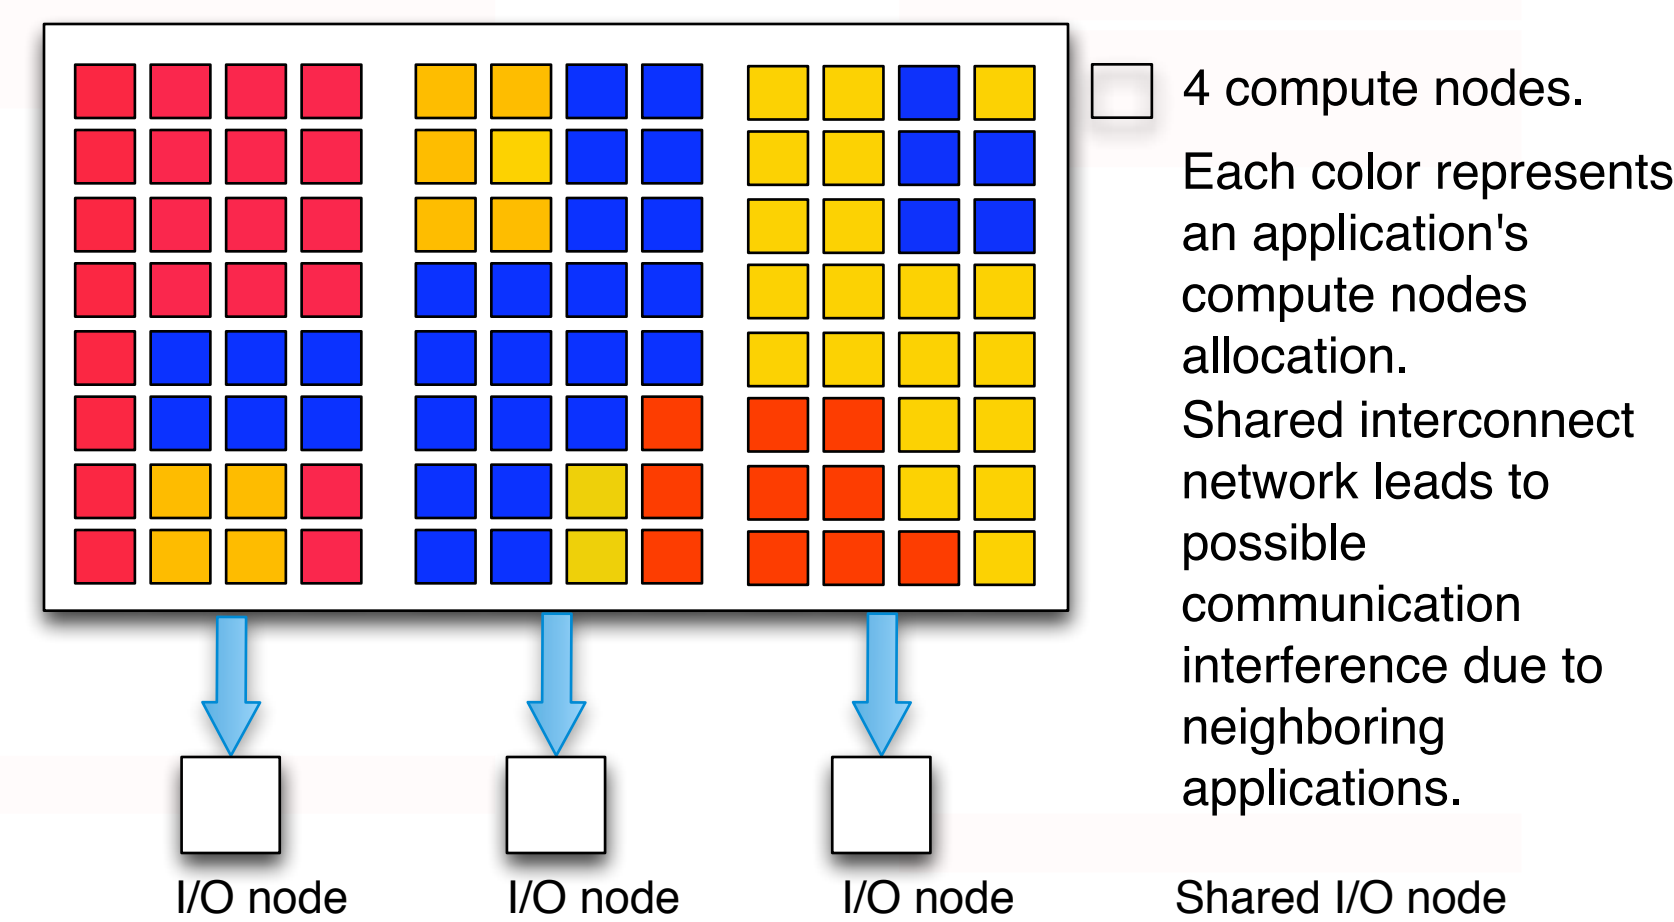 4 compute nodes.
Each color represents
an application's
compute nodes
allocation.
Shared interconnect
network leads to
possible
communication
interference due to
neighboring
applications.
I/O node
I/O node
I/O node
Shared I/O node